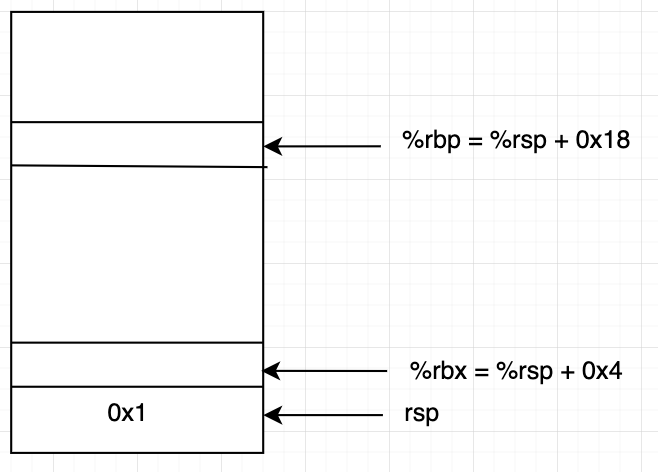 %rbp = %rsp + 0x18
%rbx = %rsp + 0x4
0x1
rsp